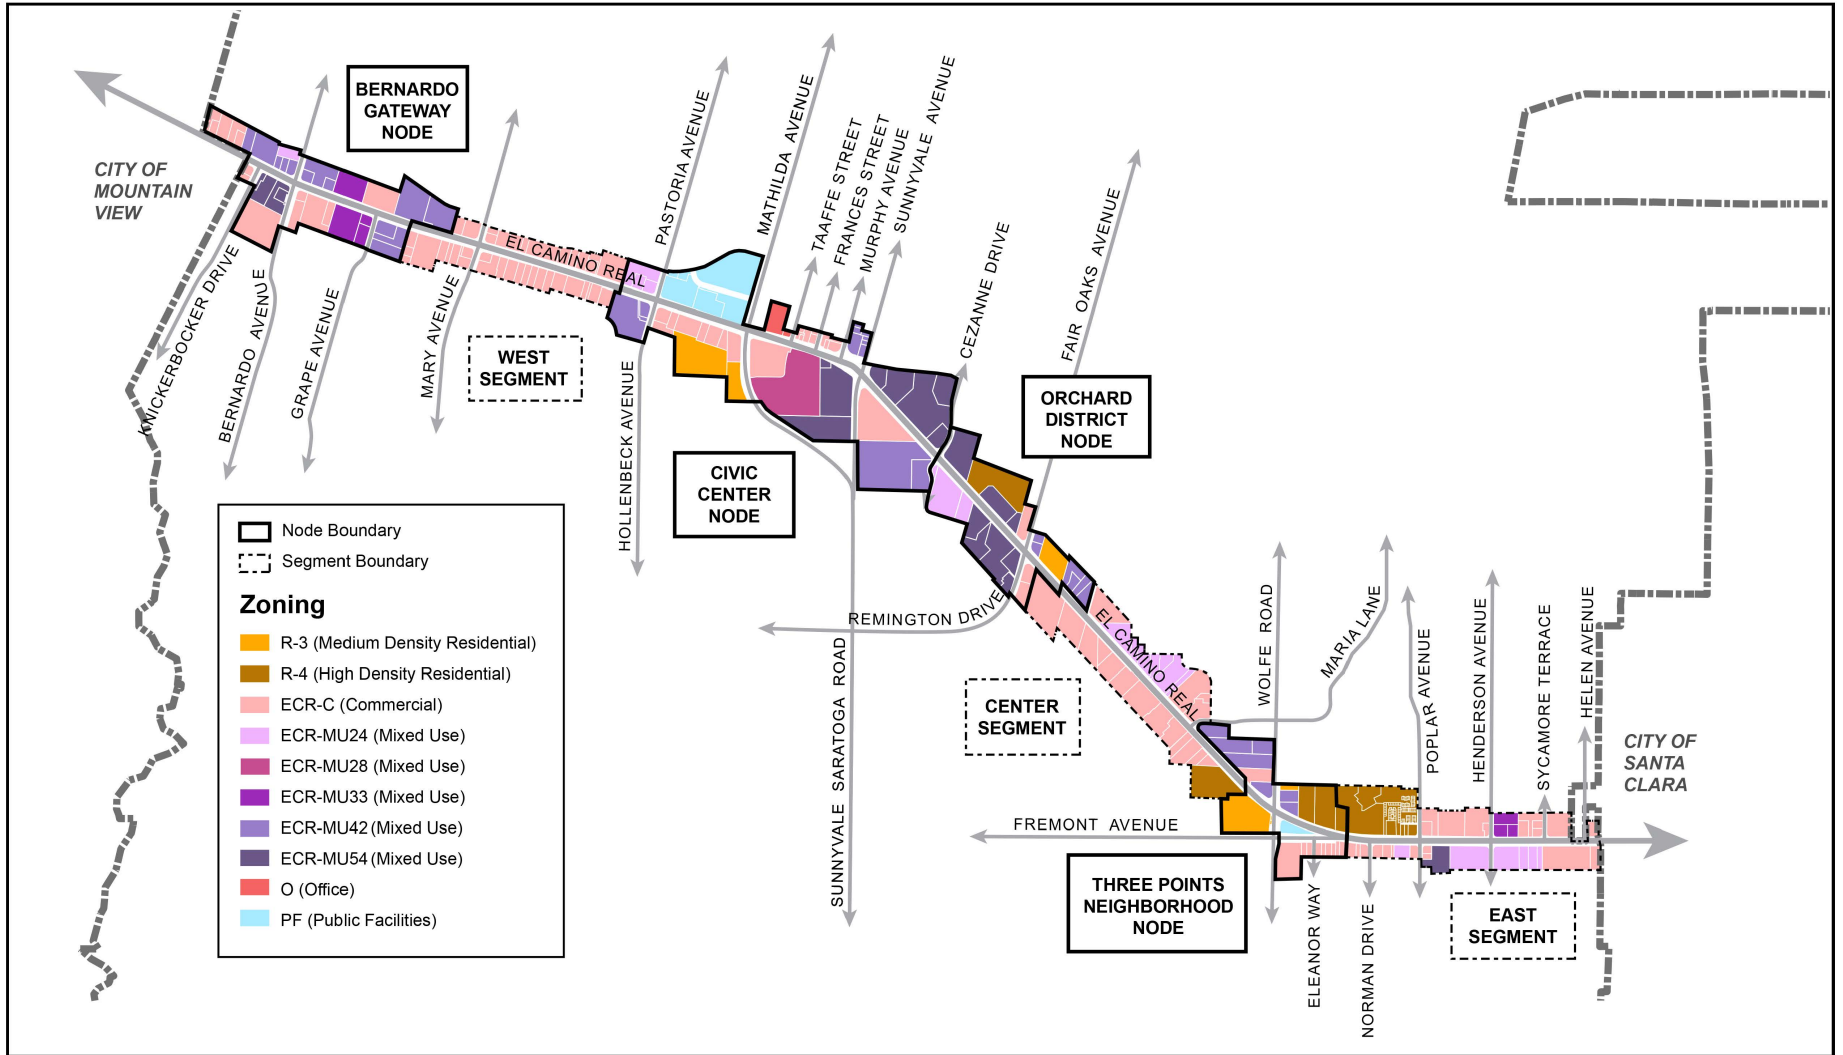 BERNARDO
GATEWAY
NODE
CITY OF
MOUNTAIN
VIEW
EL CAMINO REAL
PASTORIA AVENUE
MATHILDA AVENUE
TAAFFE STREET
FRANCES STREET
MURPHY AVENUE
SUNNYVALE AVENUE
CEZANNE DRIVE
FAIR OAKS AVENUE
KNICKERBOCKER DRIVE
BERNARDO AVENUE
GRAPE AVENUE
MARY AVENUE
WEST
SEGMENT
HOLLENBECK AVENUE
CIVIC
CENTER
NODE
ORCHARD
DISTRICT
NODE
Node Boundary
Segment Boundary
Zoning
R-3 (Medium Density Residential)
R-4 (High Density Residential)
ECR-C (Commercial)
ECR-MU24 (Mixed Use)
ECR-MU28 (Mixed Use)
ECR-MU33 (Mixed Use)
ECR-MU42 (Mixed Use)
ECR-MU54 (Mixed Use)
O (Office)
PF (Public Facilities)
REMINGTON DRIVE
SUNNYVALE SARATOGA ROAD
EL CAMINO REAL
CENTER
SEGMENT
WOLFE ROAD
MARIA LANE
POPLAR AVENUE
HENDERSON AVENUE
SYCAMORE TERRACE
HELEN AVENUE
CITY OF
SANTA
CLARA
FREMONT AVENUE
THREE POINTS
NEIGHBORHOOD
NODE
ELEANOR WAY
NORMAN DRIVE
EAST
SEGMENT